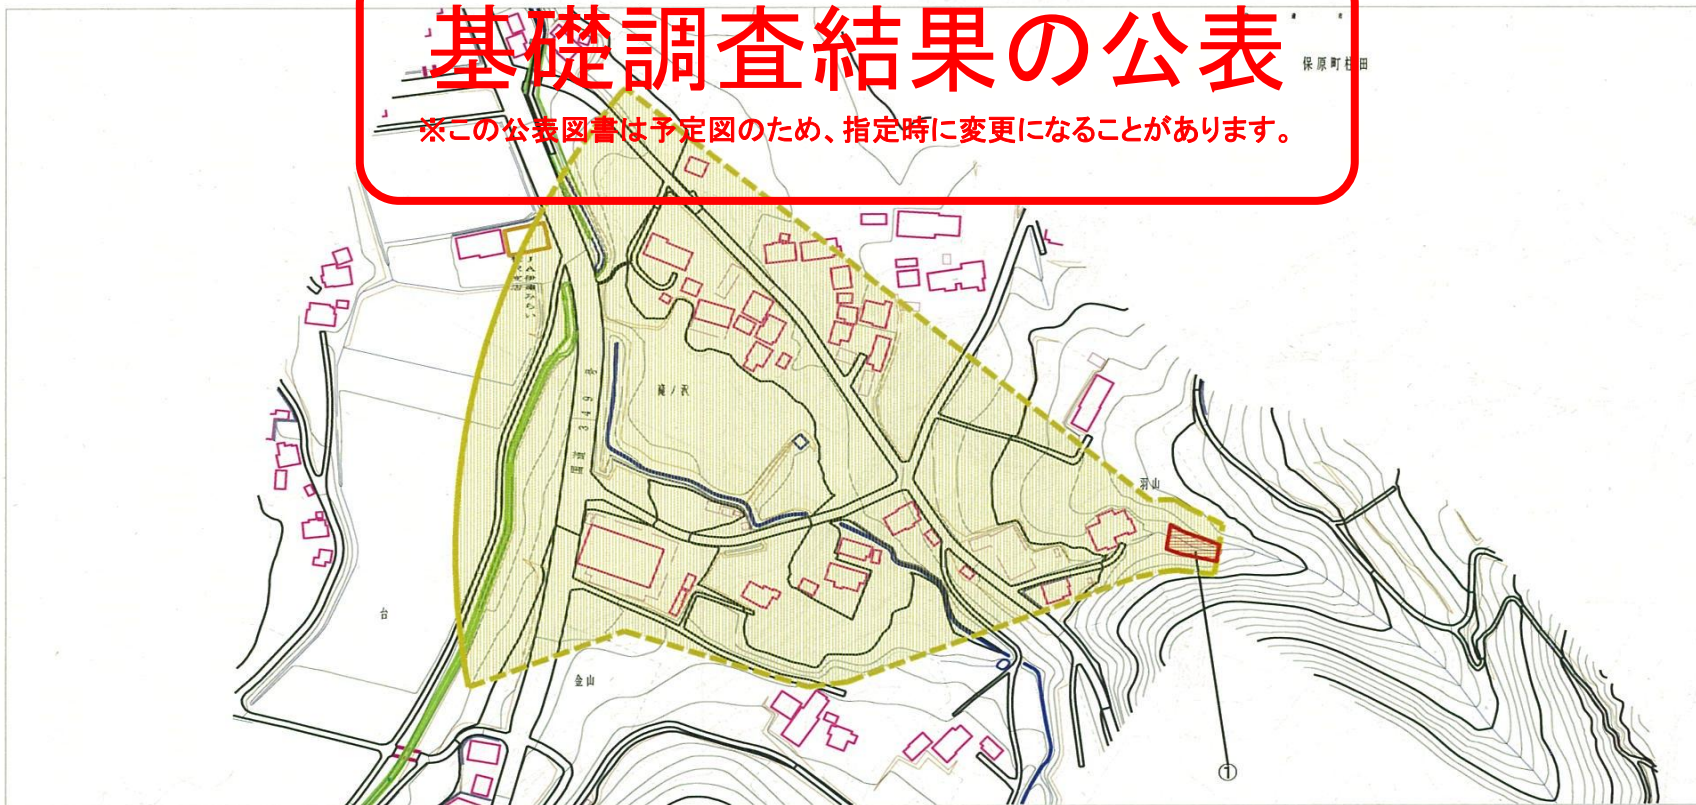 基礎調査結果の公表
※この公表図書は予定図のため、指定時に変更になることがあります。
保原町柱田
国道349号
滝ノ沢
羽山
台
金山
①